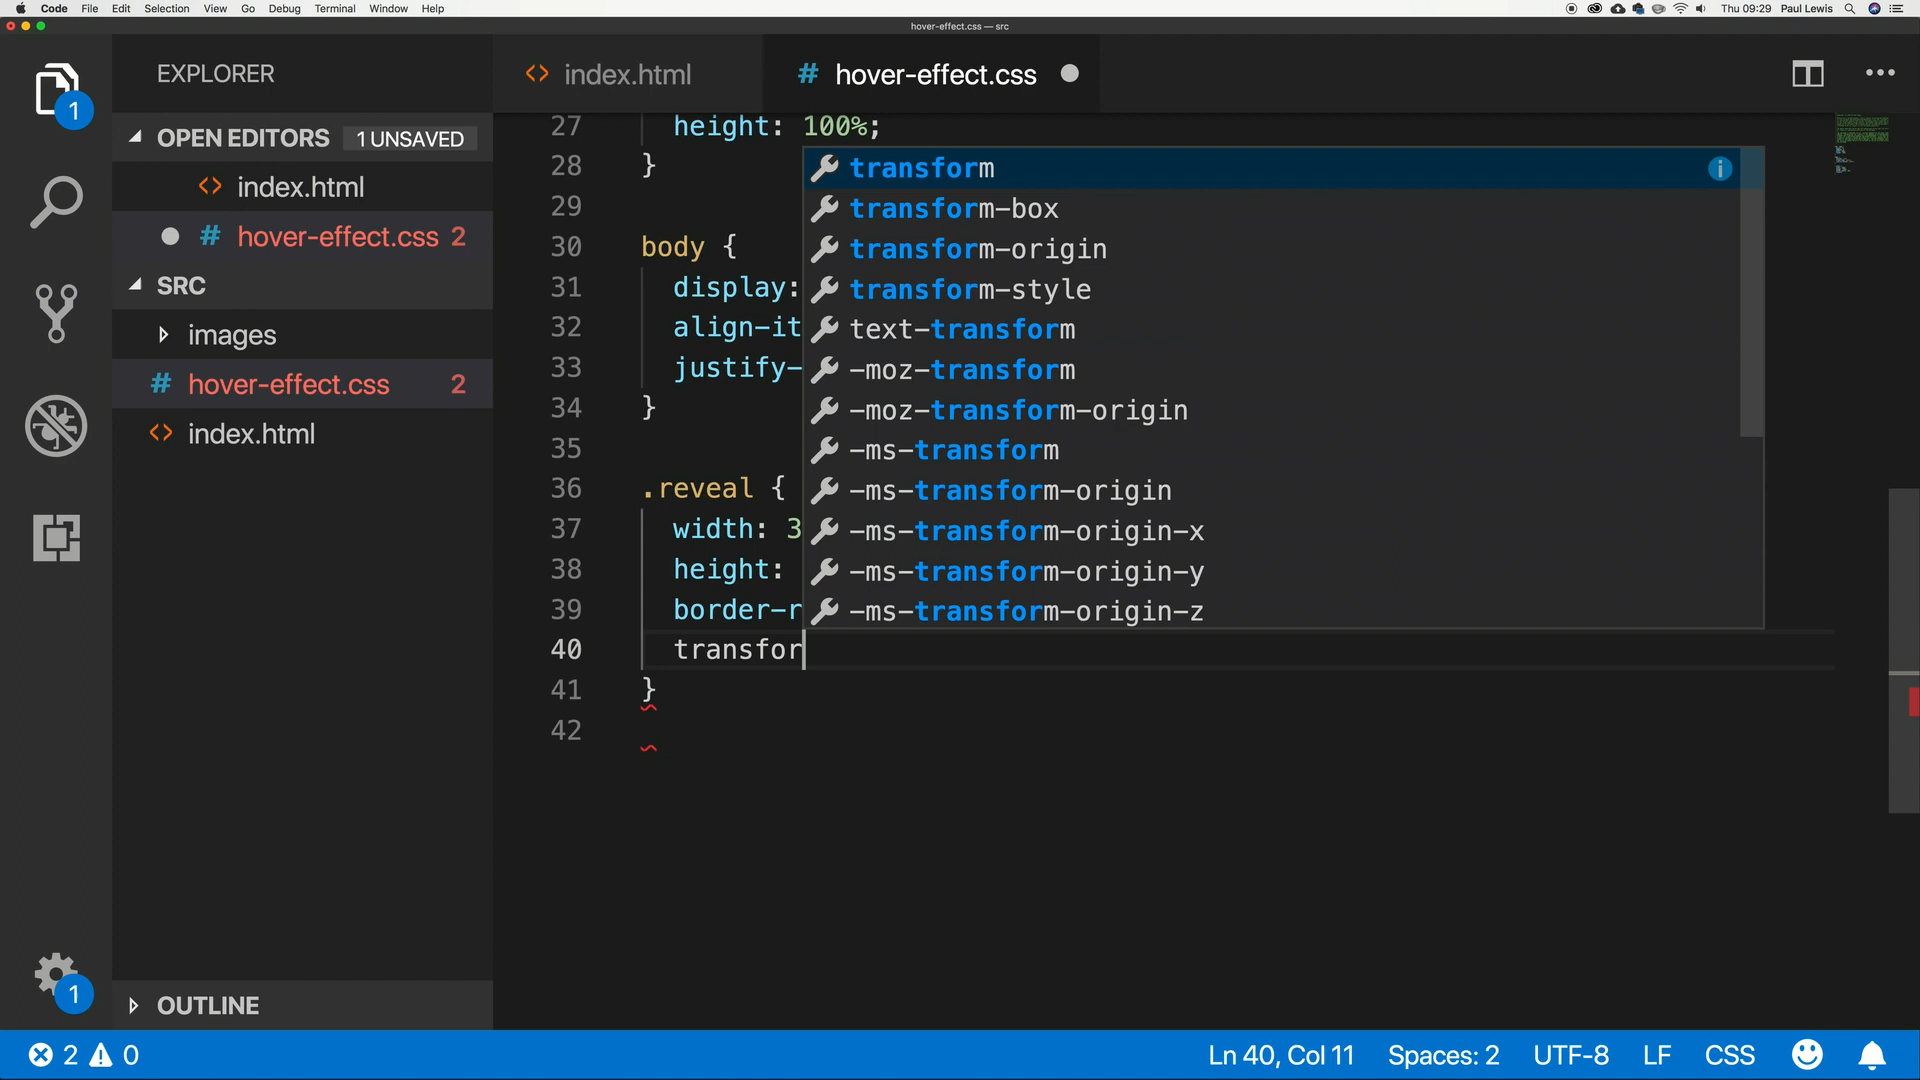 Code File Edit Selection View Go Debug Terminal Window Help Thu 09:29 Paul Lewis
hover-effect.css — src
EXPLORER
OPEN EDITORS 1 UNSAVED
index.html
hover-effect.css 2
SRC
images
hover-effect.css 2
index.html
OUTLINE
1
1
index.html
hover-effect.css
27 height: 100%;
28 }
29
30 body {
31 display:
32 align-it
33 justify-
34 }
35
36 .reveal {
37 width: 3
38 height:
39 border-r
40 transfor
41 }
42
transform
transform-box
transform-origin
transform-style
text-transform
-moz-transform
-moz-transform-origin
-ms-transform
-ms-transform-origin
-ms-transform-origin-x
-ms-transform-origin-y
-ms-transform-origin-z
2 0
Ln 40, Col 11 Spaces: 2 UTF-8 LF CSS